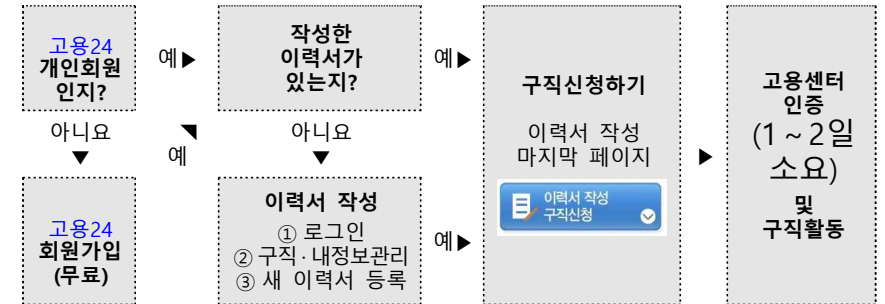 고용24
개인회원
인지?
예▶
작성한
이력서가
있는지?
예▶
아니요
▼
◥
예
아니요
▼
고용24
회원가입
(무료)
이력서 작성
① 로그인
② 구직·내정보관리
③ 새 이력서 등록
예▶
구직신청하기
이력서 작성
마지막 페이지
이력서 작성
구직신청
▶
고용센터
인증
(1~2일
소요)
및
구직활동